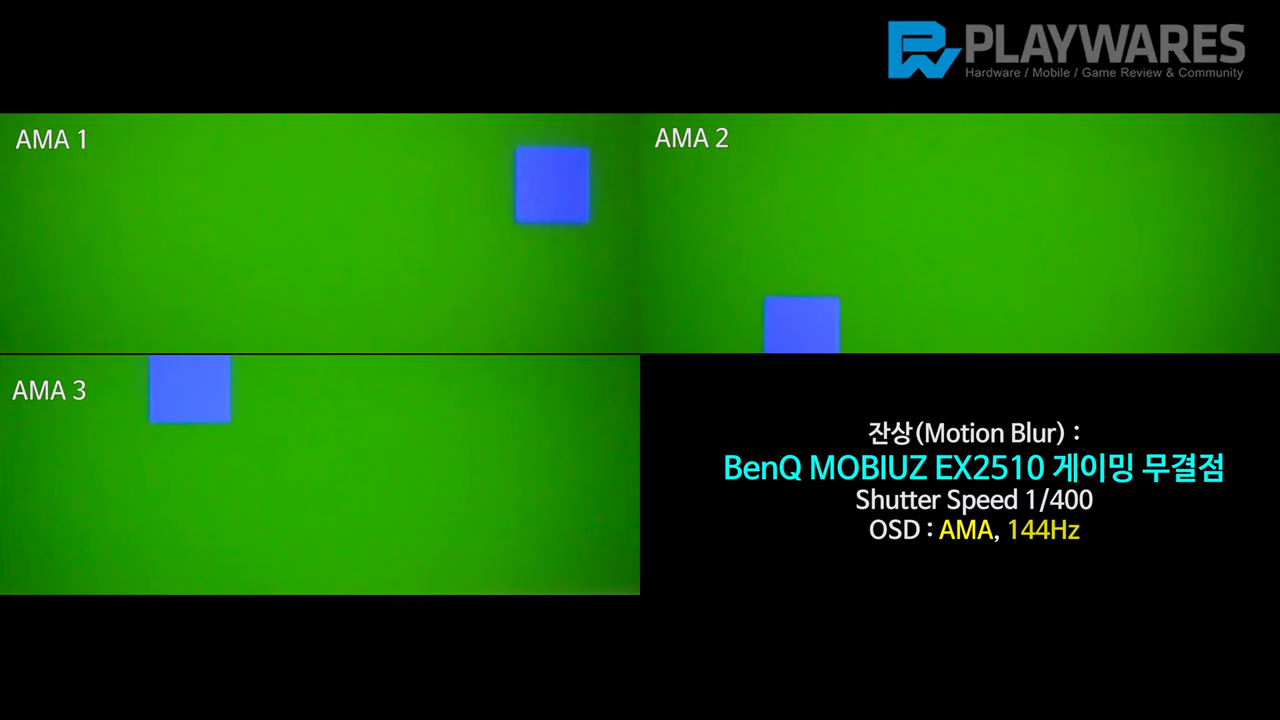 PLAYWARES
Hardware / Mobile / Game Review & Community
AMA 1
AMA 2
AMA 3
잔상(Motion Blur) :
BenQ MOBIUZ EX2510 게이밍 무결점
Shutter Speed 1/400
OSD : AMA, 144Hz